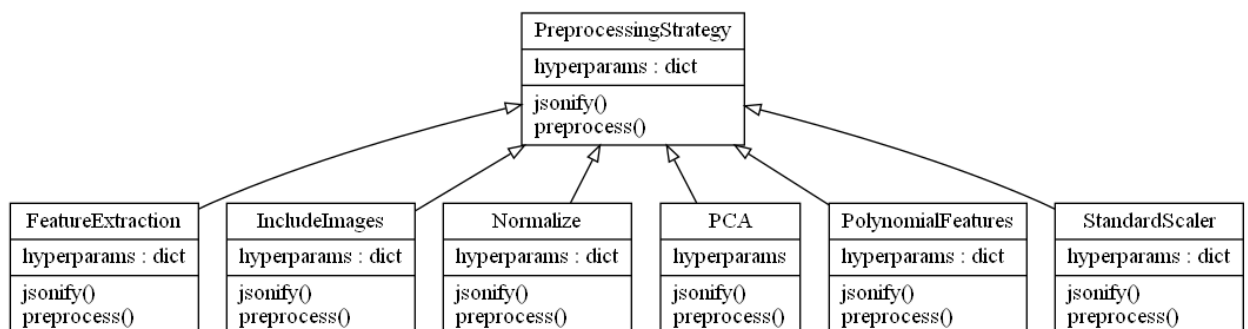 PreprocessingStrategy
hyperparams : dict
jsonify()
preprocess()
FeatureExtraction
hyperparams : dict
jsonify()
preprocess()
IncludeImages
hyperparams : dict
jsonify()
preprocess()
Normalize
hyperparams : dict
jsonify()
preprocess()
PCA
hyperparams
jsonify()
preprocess()
PolynomialFeatures
hyperparams : dict
jsonify()
preprocess()
StandardScaler
hyperparams : dict
jsonify()
preprocess()